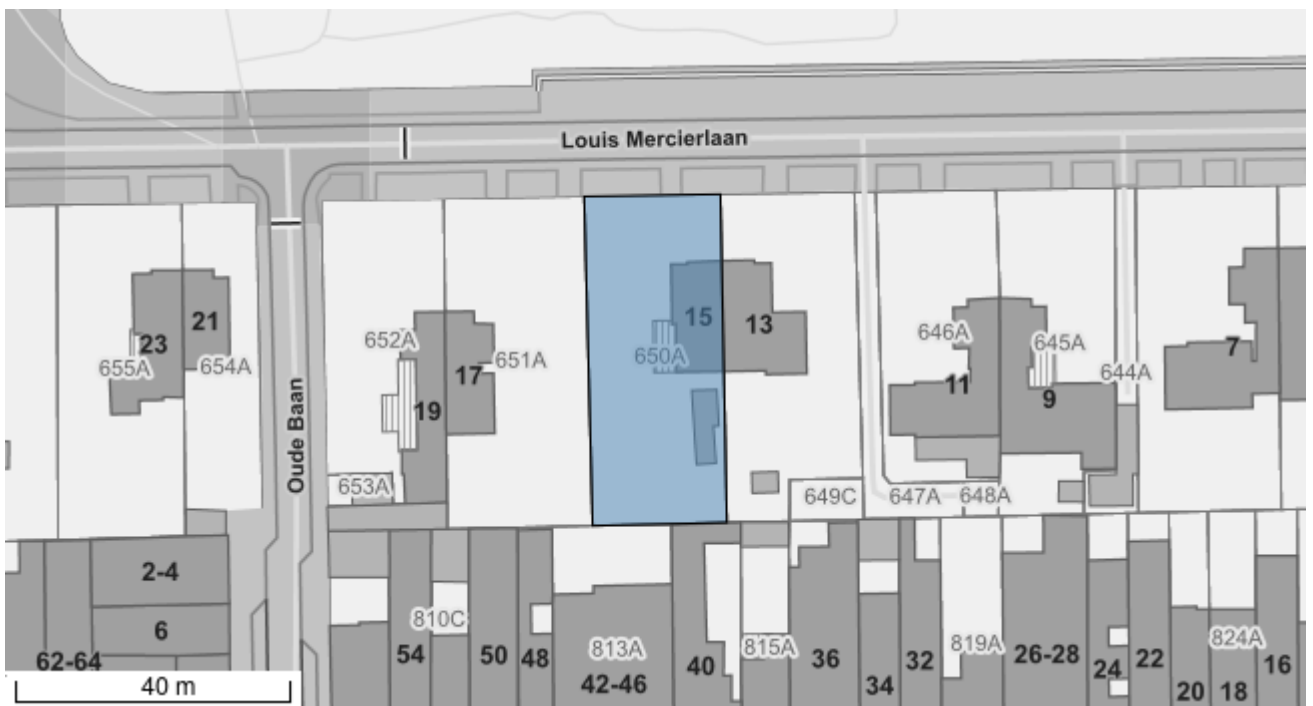 Louis Mercierlaan
Oude Baan
23
21
655A
654A
652A
17
651A
19
653A
15
13
650A
646A
645A
7
11
9
644A
649C
647A
648A
2-4
6
62-64
54
810C
50
48
813A
42-46
40
815A
36
34
32
819A
26-28
24
22
824A
20
18
16
40 m